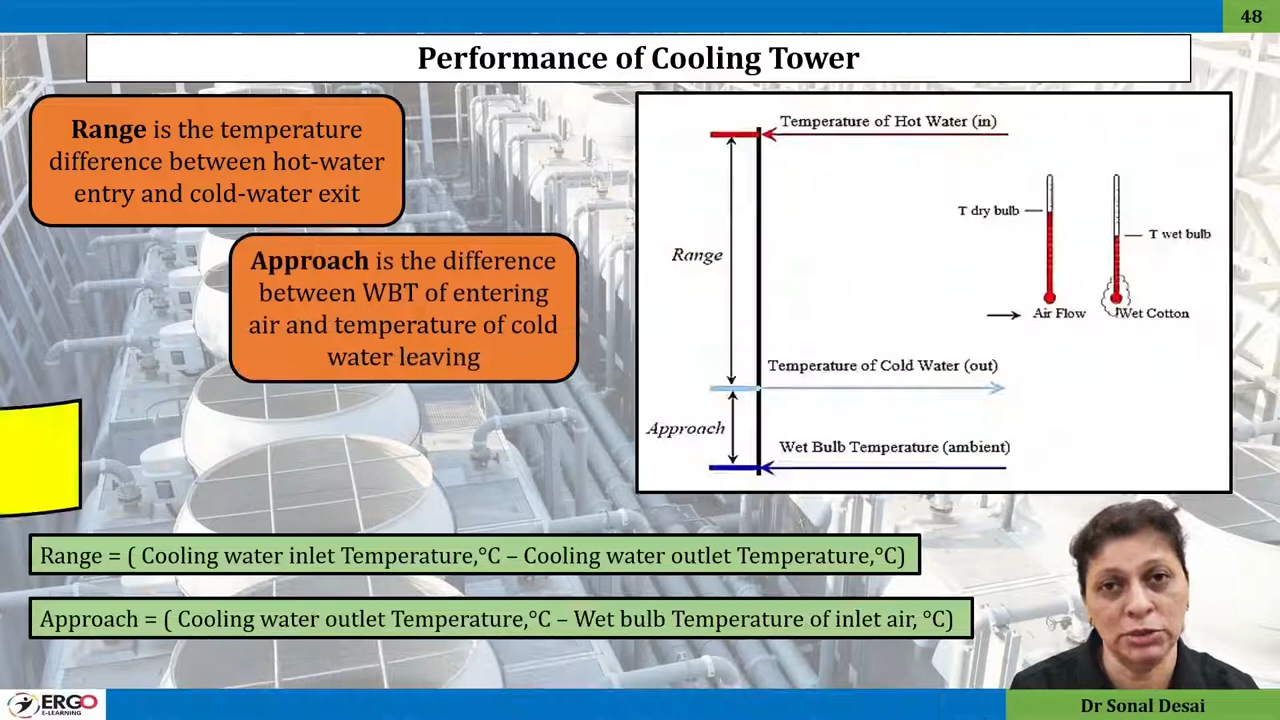 48
Performance of Cooling Tower
Range is the temperature
difference between hot-water
entry and cold-water exit
Approach is the difference
between WBT of entering
air and temperature of cold
water leaving
Temperature of Hot Water (in)
T dry bulb
T wet bulb
Range
Air Flow
Wet Cotton
Temperature of Cold Water (out)
Approach
Wet Bulb Temperature (ambient)
Range = ( Cooling water inlet Temperature,°C – Cooling water outlet Temperature,°C)
Approach = ( Cooling water outlet Temperature,°C – Wet bulb Temperature of inlet air, °C)
ERGO
E-LEARNING
Dr Sonal Desai